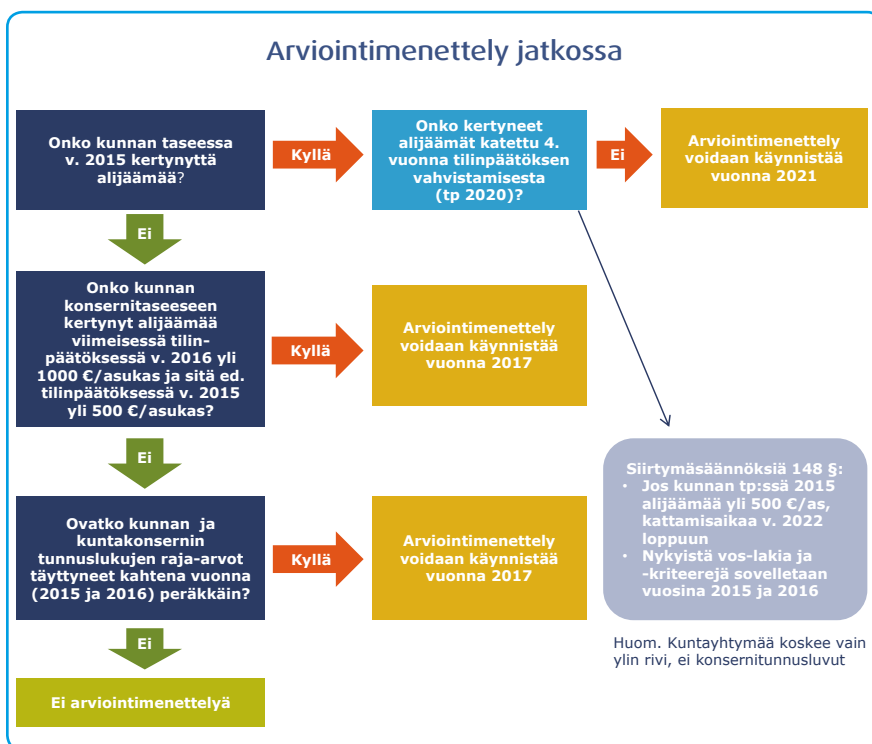 Arviointimenettely jatkossa
Onko kunnan taseessa
v. 2015 kertynyttä
alijäämää?
Kyllä
Onko kertyneet
alijäämät katettu 4.
vuonna tilinpäätöksen
vahvistamisesta
(tp 2020)?
Ei
Arviointimenettely
voidaan käynnistää
vuonna 2021
Ei
Onko kunnan
konsernitaseeseen
kertynyt alijäämää
viimeisessä tilin-
päätöksessä v. 2016 yli
1000 €/asukas ja sitä ed.
tilinpäätöksessä v. 2015
yli 500 €/asukas?
Kyllä
Arviointimenettely
voidaan käynnistää
vuonna 2017
Ei
Ovatko kunnan ja
kuntakonsernin
tunnuslukujen raja-arvot
täyttyneet kahtena vuonna
(2015 ja 2016) peräkkäin?
Kyllä
Arviointimenettely
voidaan käynnistää
vuonna 2017
Siirtymäsäännöksiä 148 §:
• Jos kunnan tp:ssä 2015
alijäämää yli 500 €/as,
kattamisaikaa v. 2022
loppuun
• Nykyistä vos-lakia ja
-kriteerejä sovelletaan
vuosina 2015 ja 2016
Ei
Ei arviointimenettelyä
Huom. Kuntayhtymää koskee vain
ylin rivi, ei konsernitunnusluvut